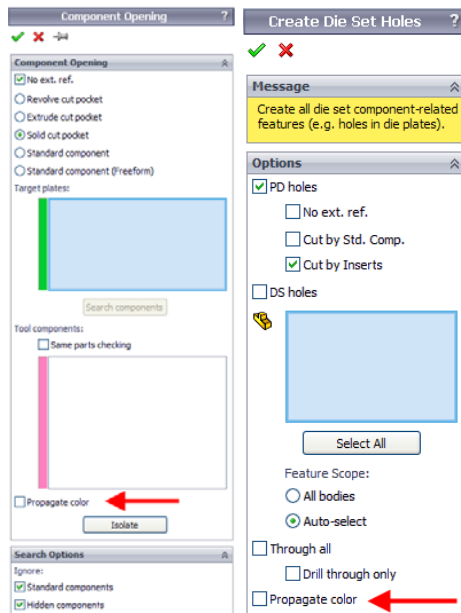 Component Opening ?
Component Opening
No ext. ref.
Revolve cut pocket
Extrude cut pocket
Solid cut pocket
Standard component
Standard component (Freeform)
Target plates:
Search components
Tool components:
Same parts checking
Propagate color
Isolate
Search Options
Ignore:
Standard components
Hidden components
Create Die Set Holes ?
Message
Create all die set component-related
features (e.g. holes in die plates).
Options
PD holes
No ext. ref.
Cut by Std. Comp.
Cut by Inserts
DS holes
Select All
Feature Scope:
All bodies
Auto-select
Through all
Drill through only
Propagate color